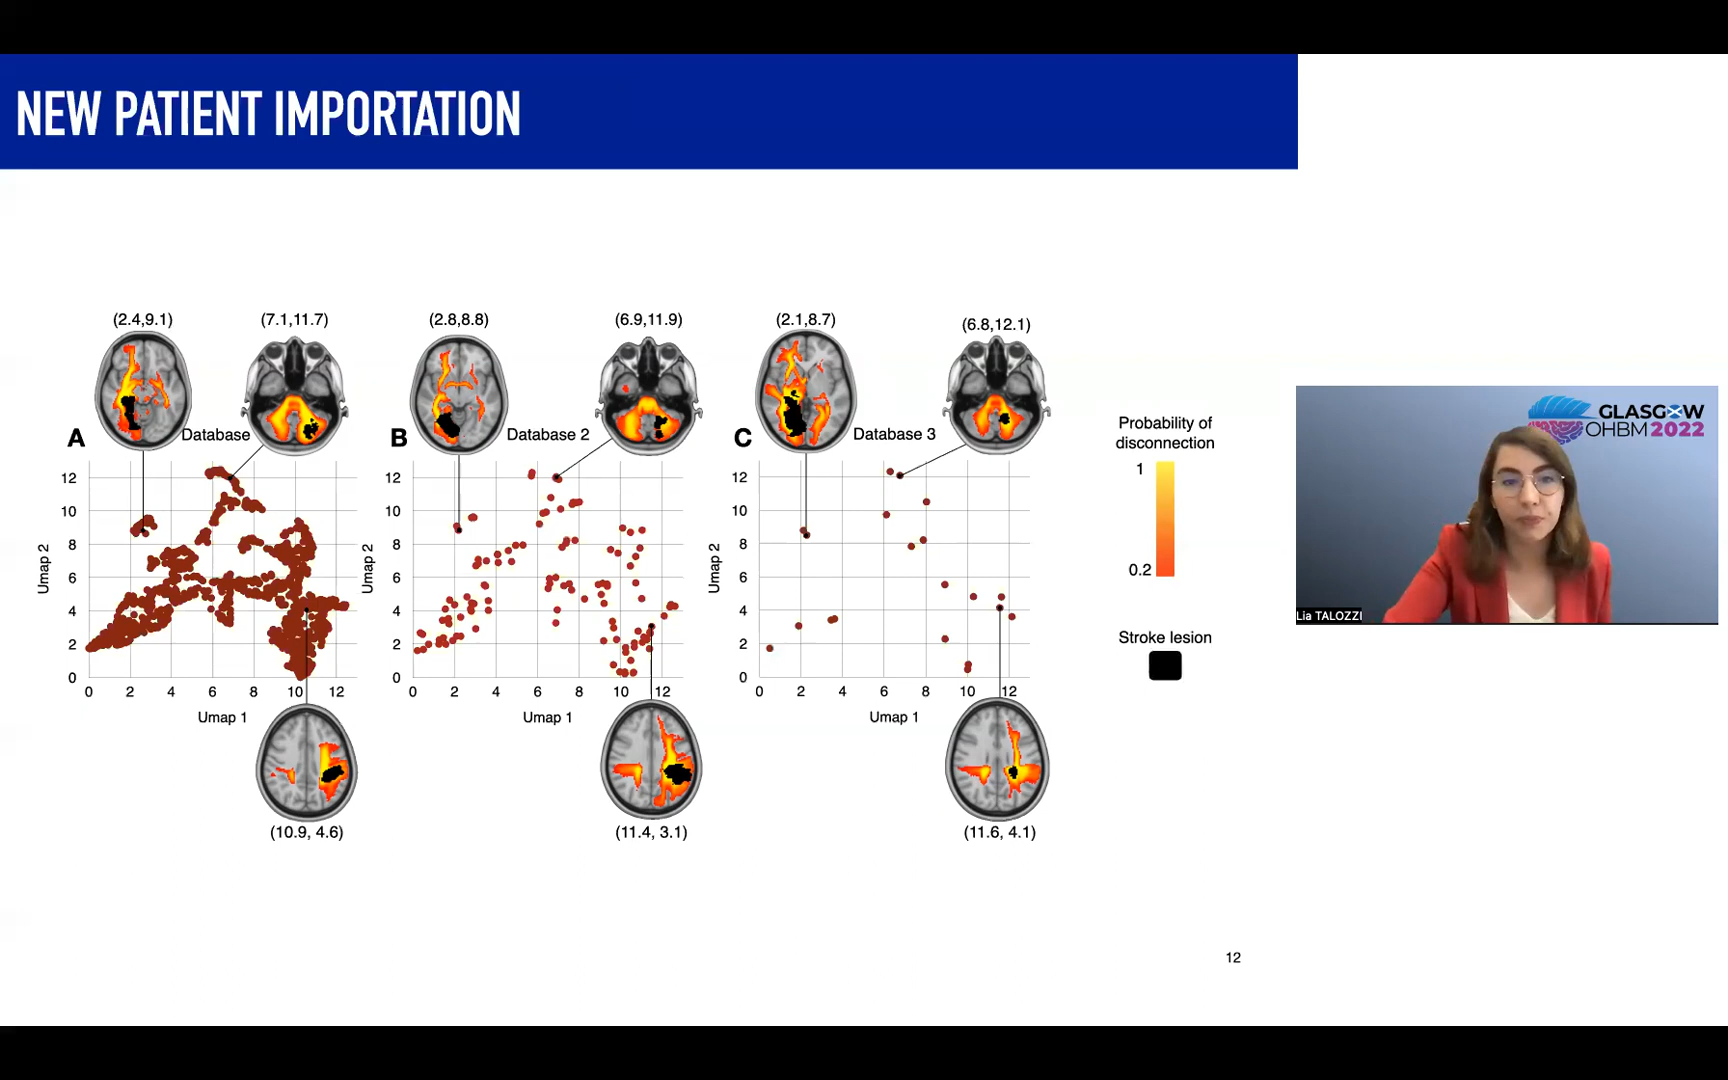 NEW PATIENT IMPORTATION
(2.4,9.1)
(7.1,11.7)
(2.8,8.8)
(6.9,11.9)
(2.1,8.7)
(6.8,12.1)
A
Database
B
Database 2
C
Database 3
12
10
8
6
4
2
0
Umap 2
0 2 4 6 8 10 12
Umap 1
12
10
8
6
4
2
0
Umap 2
0 2 4 6 8 10 12
Umap 1
12
10
8
6
4
2
0
Umap 2
0 2 4 6 8 10 12
Umap 1
(10.9, 4.6)
(11.4, 3.1)
(11.6, 4.1)
Probability of
disconnection
1
0.2
Stroke lesion
12
GLASGOW
OHBM 2022
Lia TALOZZI